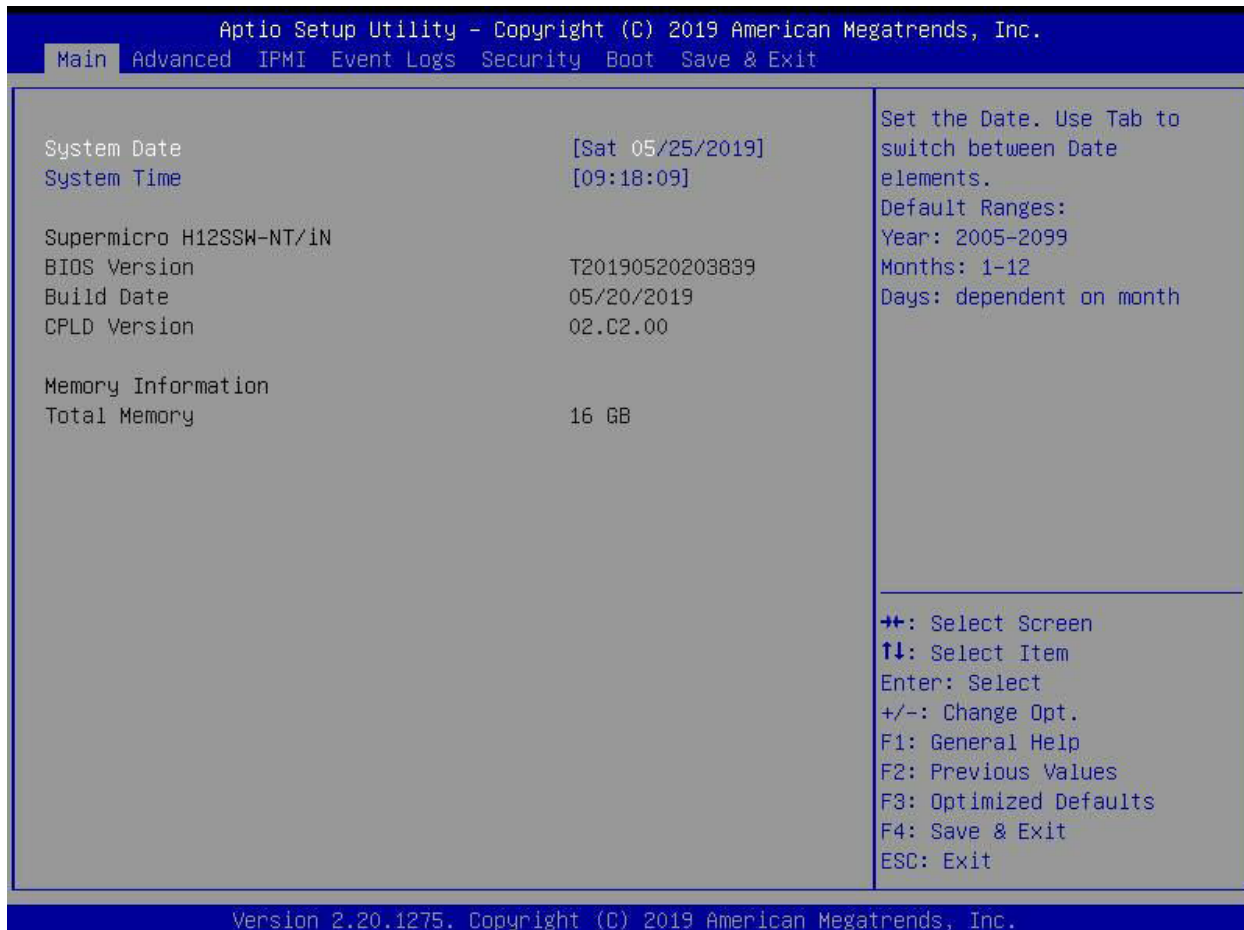 Aptio Setup Utility – Copyright (C) 2019 American Megatrends, Inc.
Main Advanced IPMI Event Logs Security Boot Save & Exit
System Date [Sat 05/25/2019]
System Time [09:18:09]
Supermicro H12SSW-NT/iN
BIOS Version T20190520203839
Build Date 05/20/2019
CPLD Version 02.C2.00
Memory Information
Total Memory 16 GB
Set the Date. Use Tab to
switch between Date
elements.
Default Ranges:
Year: 2005-2099
Months: 1-12
Days: dependent on month
→←: Select Screen
↑↓: Select Item
Enter: Select
+/-: Change Opt.
F1: General Help
F2: Previous Values
F3: Optimized Defaults
F4: Save & Exit
ESC: Exit
Version 2.20.1275. Copyright (C) 2019 American Megatrends, Inc.